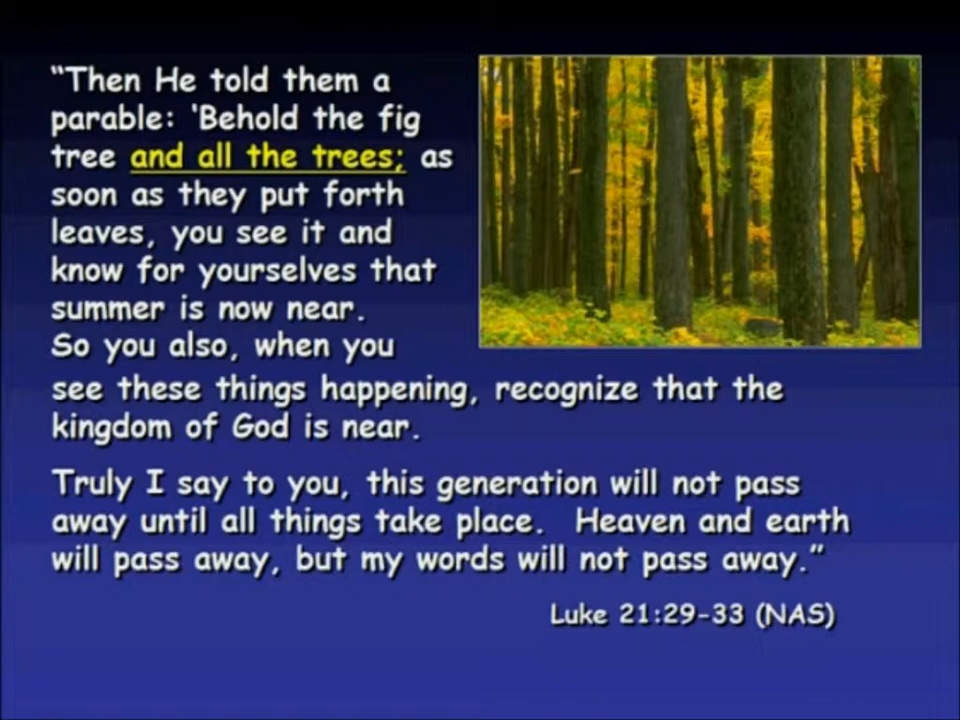 “Then He told them a
parable: ‘Behold the fig
tree and all the trees; as
soon as they put forth
leaves, you see it and
know for yourselves that
summer is now near.
So you also, when you
see these things happening, recognize that the
kingdom of God is near.
Truly I say to you, this generation will not pass
away until all things take place. Heaven and earth
will pass away, but my words will not pass away.”
Luke 21:29-33 (NAS)